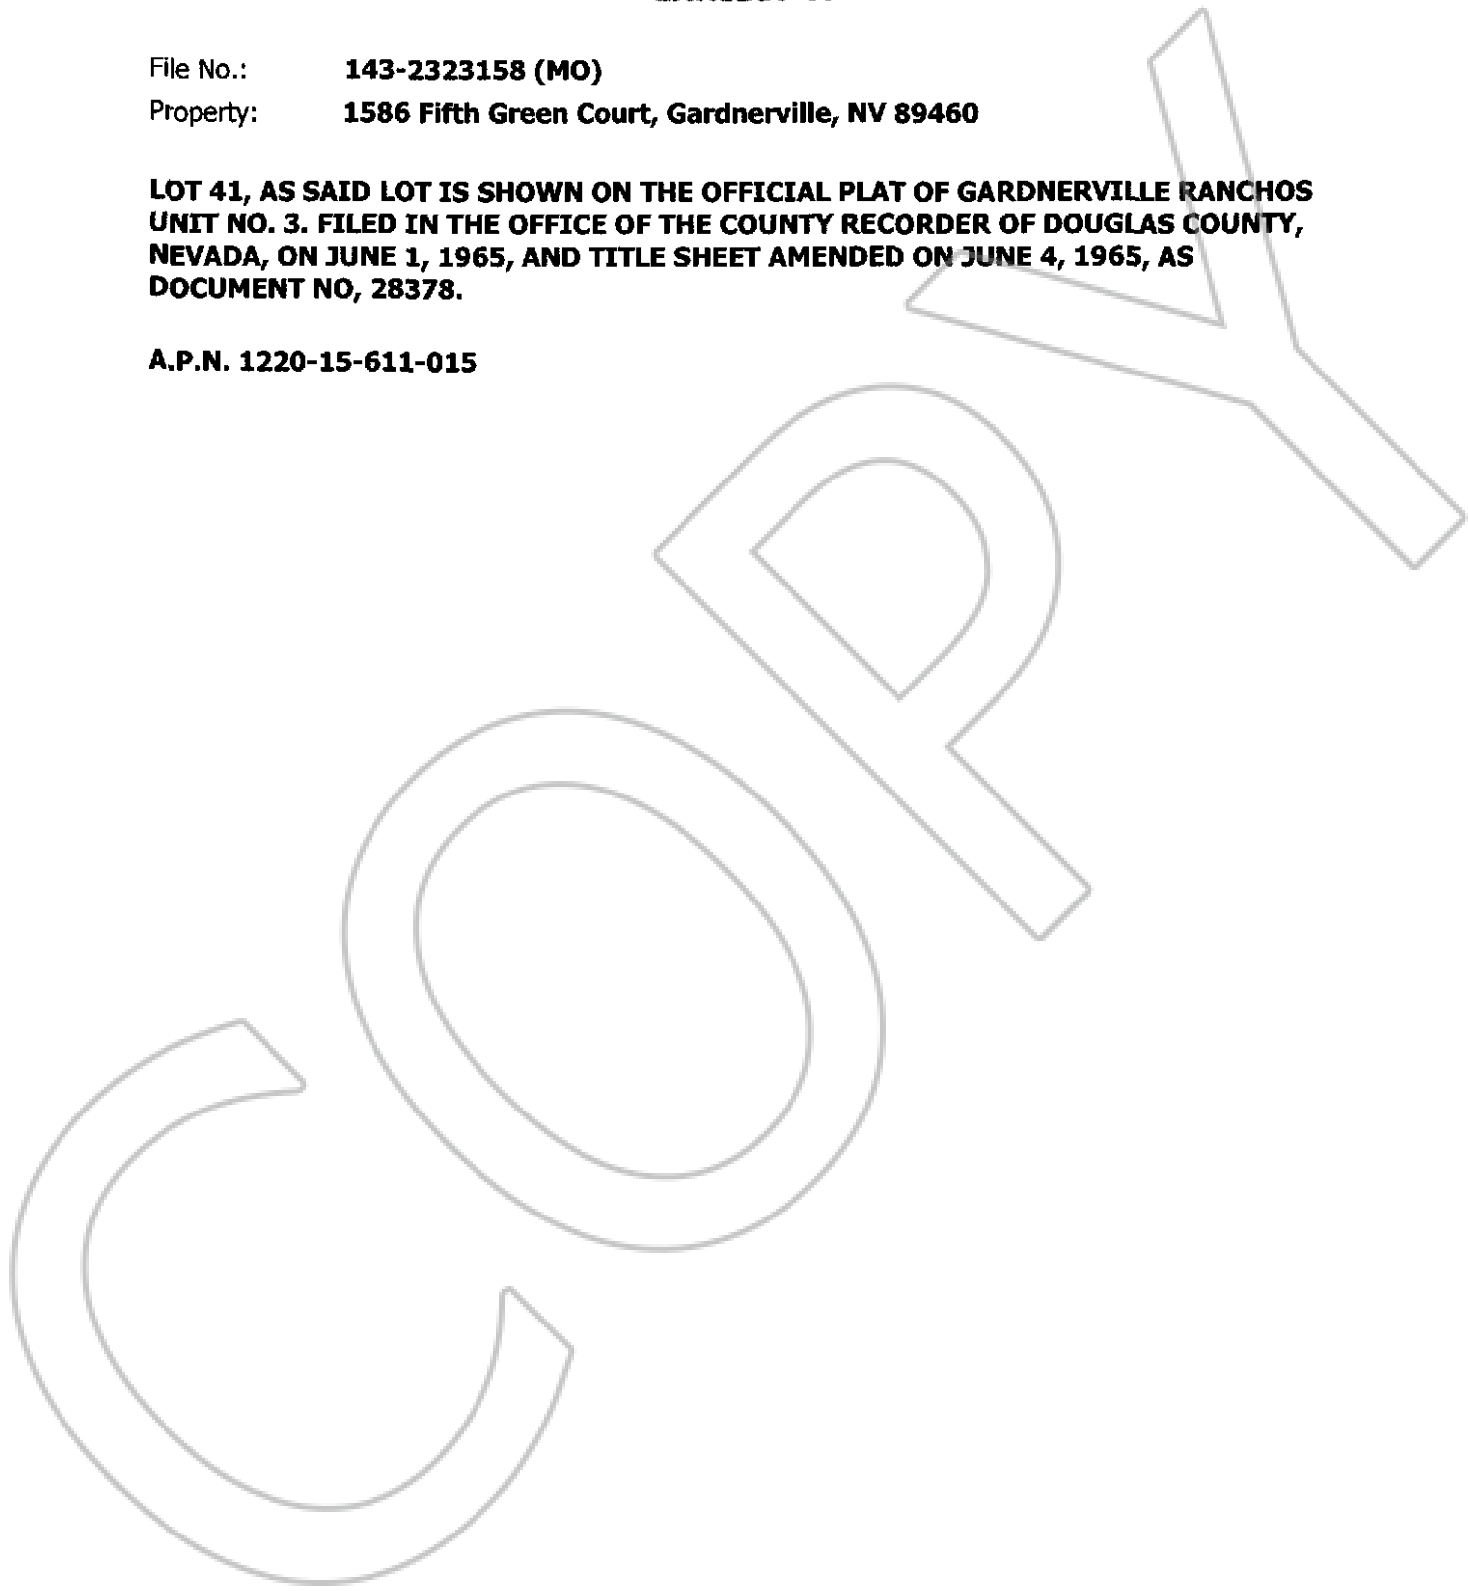 File No.: 143-2323158 (MO)
Property: 1586 Fifth Green Court, Gardnerville, NV 89460
LOT 41, AS SAID LOT IS SHOWN ON THE OFFICIAL PLAT OF GARDNERVILLE RANCHOS
UNIT NO. 3. FILED IN THE OFFICE OF THE COUNTY RECORDER OF DOUGLAS COUNTY,
NEVADA, ON JUNE 1, 1965, AND TITLE SHEET AMENDED ON JUNE 4, 1965, AS
DOCUMENT NO, 28378.
A.P.N. 1220-15-611-015
COPY